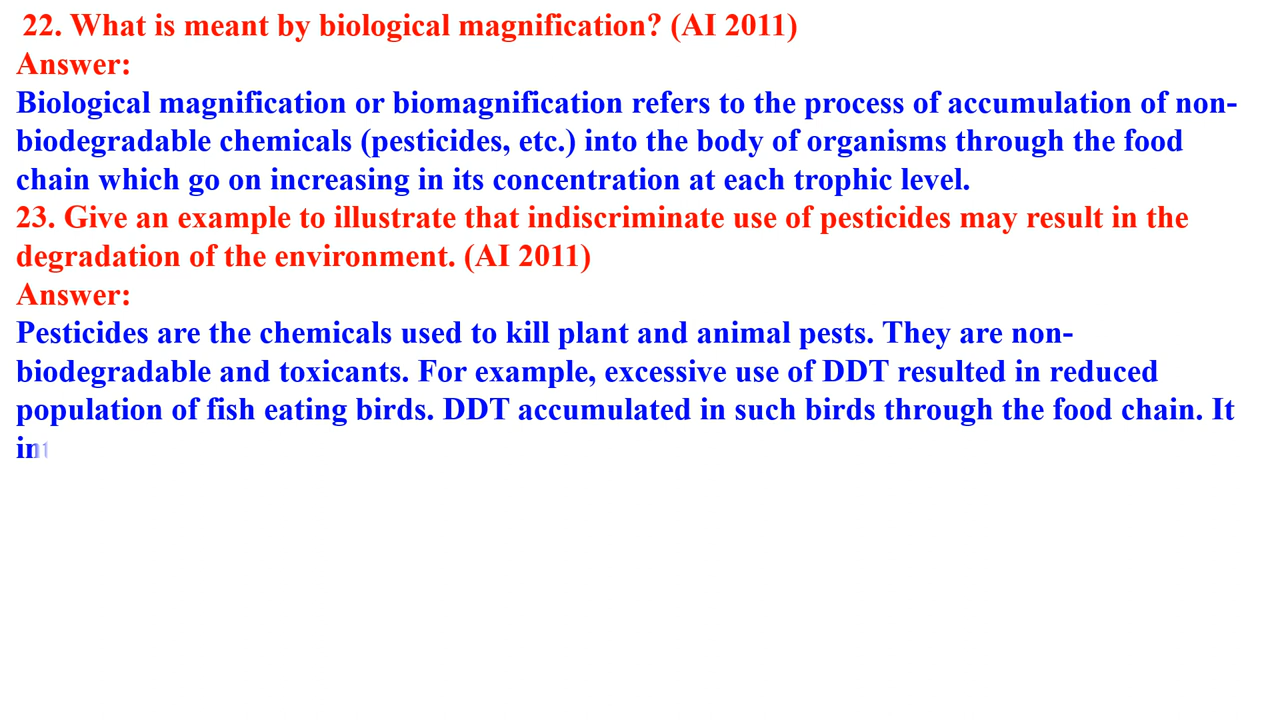 22. What is meant by biological magnification? (AI 2011)
Answer:
Biological magnification or biomagnification refers to the process of accumulation of non-
biodegradable chemicals (pesticides, etc.) into the body of organisms through the food
chain which go on increasing in its concentration at each trophic level.
23. Give an example to illustrate that indiscriminate use of pesticides may result in the
degradation of the environment. (AI 2011)
Answer:
Pesticides are the chemicals used to kill plant and animal pests. They are non-
biodegradable and toxicants. For example, excessive use of DDT resulted in reduced
population of fish eating birds. DDT accumulated in such birds through the food chain. It